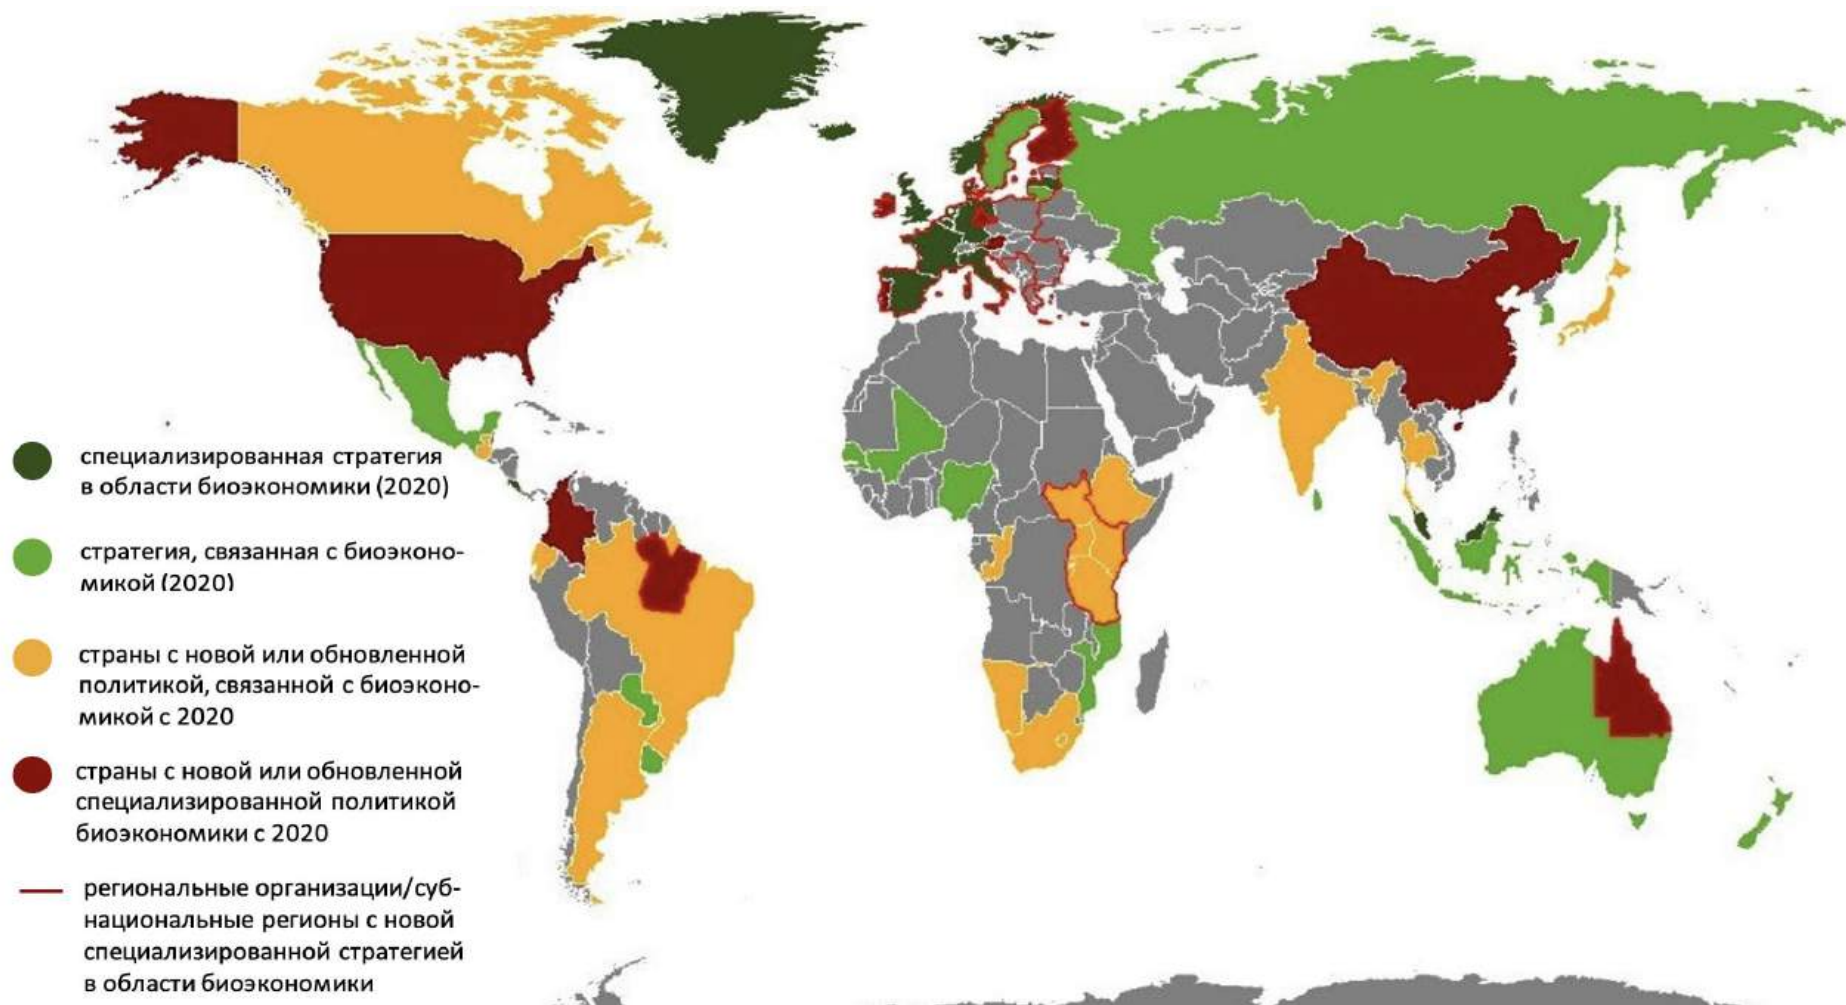 специализированная стратегия
в области биоэкономики (2020)
стратегия, связанная с биоэконо-
микой (2020)
страны с новой или обновленной
политикой, связанной с биоэконо-
микой с 2020
страны с новой или обновленной
специализированной политикой
биоэкономики с 2020
региональные организации/суб-
национальные регионы с новой
специализированной стратегией
в области биоэкономики